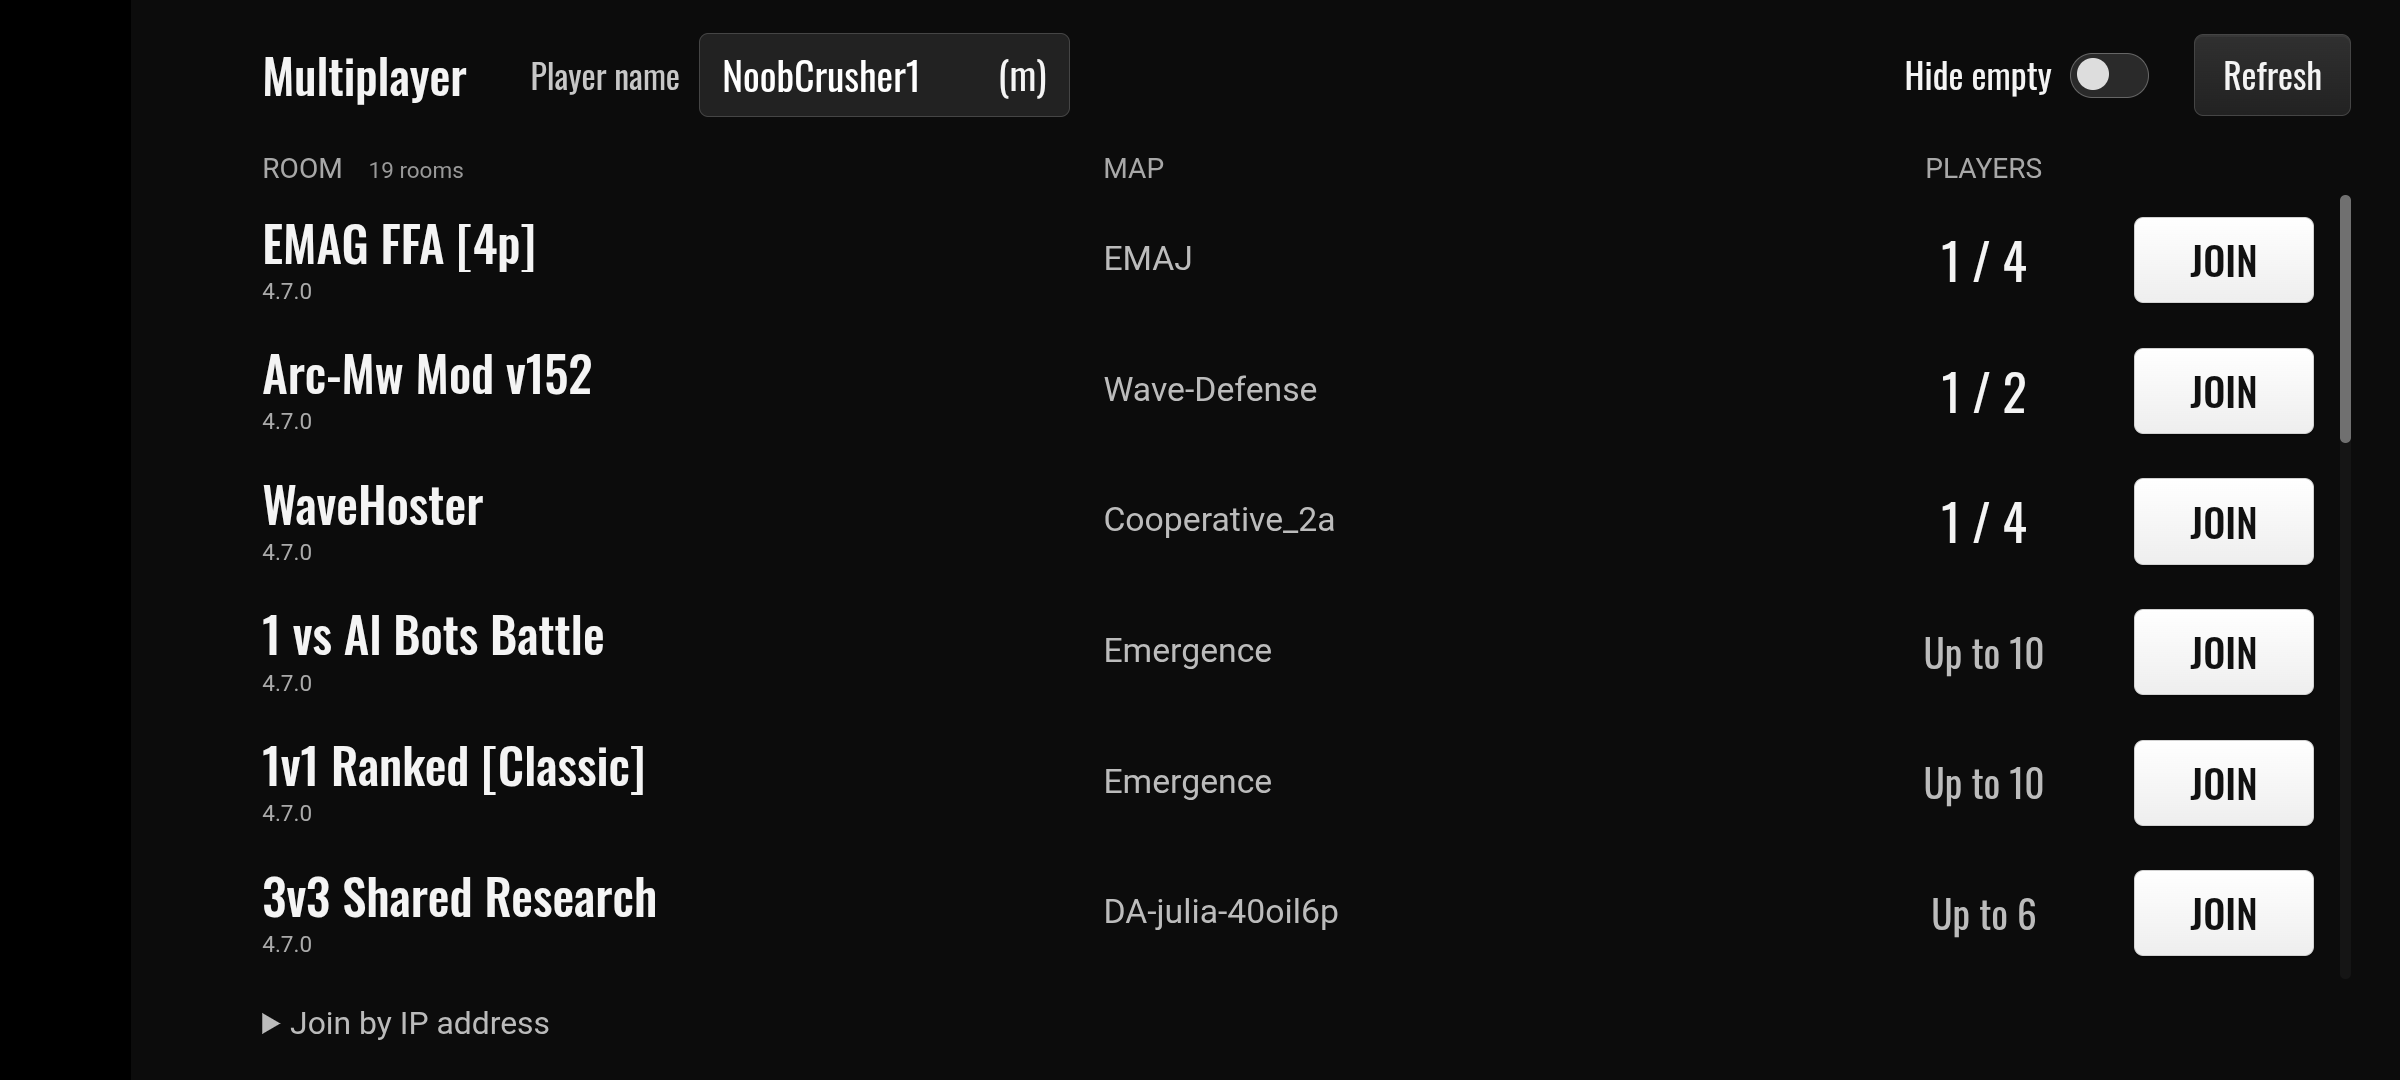 Multiplayer Player name NoobCrusher1 (m) Hide empty Refresh
ROOM 19 rooms MAP PLAYERS
EMAG FFA [4p] EMAJ 1 / 4 JOIN
4.7.0
Arc-Mw Mod v152 Wave-Defense 1 / 2 JOIN
4.7.0
WaveHoster Cooperative_2a 1 / 4 JOIN
4.7.0
1 vs AI Bots Battle Emergence Up to 10 JOIN
4.7.0
1v1 Ranked [Classic] Emergence Up to 10 JOIN
4.7.0
3v3 Shared Research DA-julia-40oil6p Up to 6 JOIN
4.7.0
Join by IP address